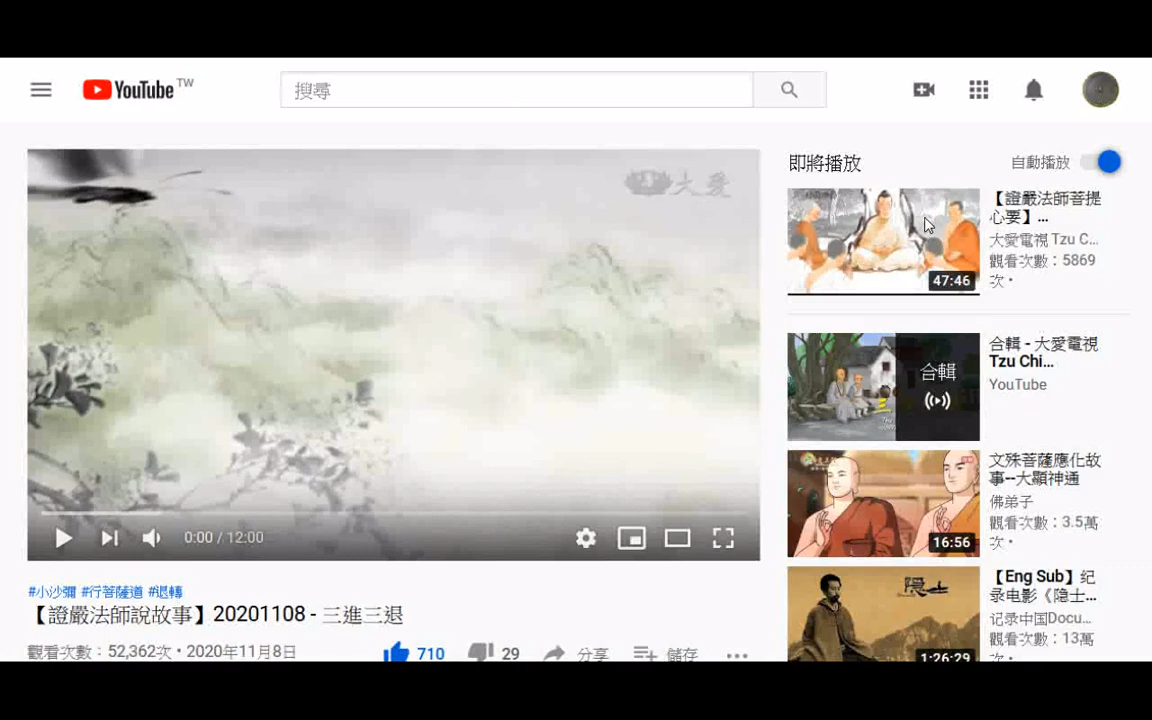 YouTube TW
搜尋
大愛
0:00 / 12:00
#小沙彌 #行菩薩道 #退轉
【證嚴法師說故事】20201108 - 三進三退
觀看次數：52,362次 • 2020年11月8日
710
29
分享
儲存
即將播放
自動播放
47:46
【證嚴法師菩提
心要】...
大愛電視 Tzu C...
觀看次數：5869
次 •
合輯
合輯 - 大愛電視
Tzu Chi...
YouTube
16:56
文殊菩薩應化故
事--大顯神通
佛弟子
觀看次數：3.5萬
次 •
隱士
1:26:29
【Eng Sub】纪
录电影《隐士...
记录中国Docu...
觀看次數：13萬
次 •